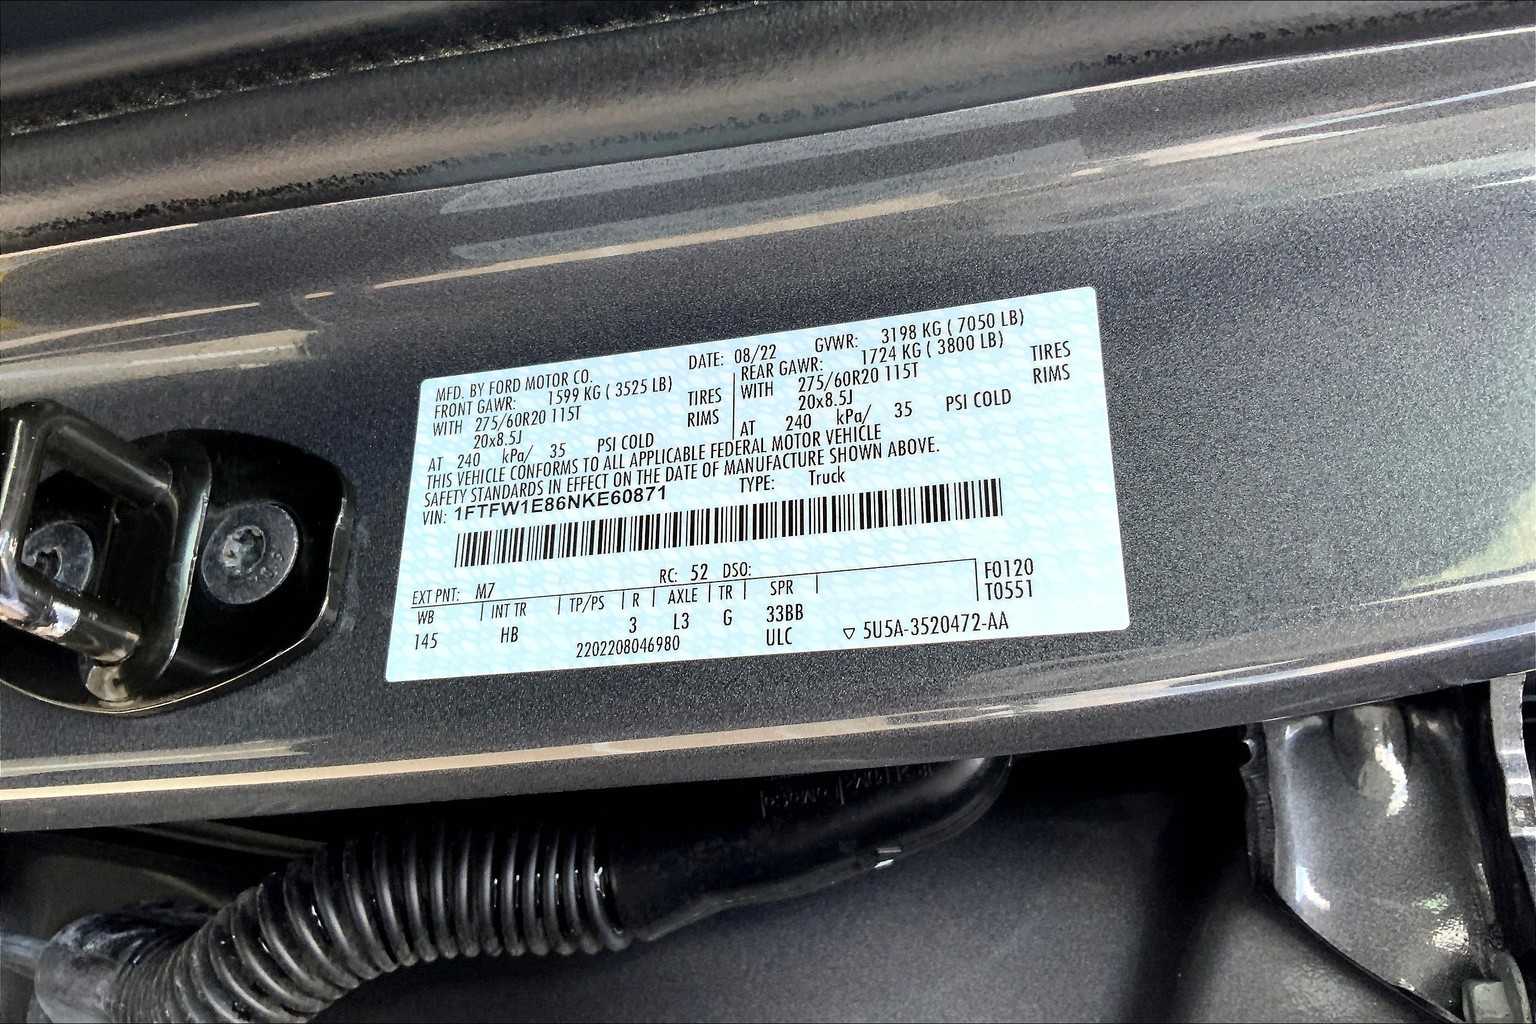 MFD. BY FORD MOTOR CO. DATE: 08/22 GVWR: 3198 KG ( 7050 LB)
FRONT GAWR: 1599 KG ( 3525 LB) REAR GAWR: 1724 KG ( 3800 LB)
WITH 275/60R20 115T TIRES WITH 275/60R20 115T TIRES
20x8.5J RIMS 20x8.5J RIMS
AT 240 kPa/ 35 PSI COLD AT 240 kPa/ 35 PSI COLD
THIS VEHICLE CONFORMS TO ALL APPLICABLE FEDERAL MOTOR VEHICLE
SAFETY STANDARDS IN EFFECT ON THE DATE OF MANUFACTURE SHOWN ABOVE.
VIN: 1FTFW1E86NKE60871 TYPE: Truck
EXT PNT: M7 RC: 52 DSO: F0120
WB INT TR TP/PS R AXLE TR SPR T0551
145 HB 3 L3 G 33BB
2202208046980 ULC ▽ 5U5A-3520472-AA